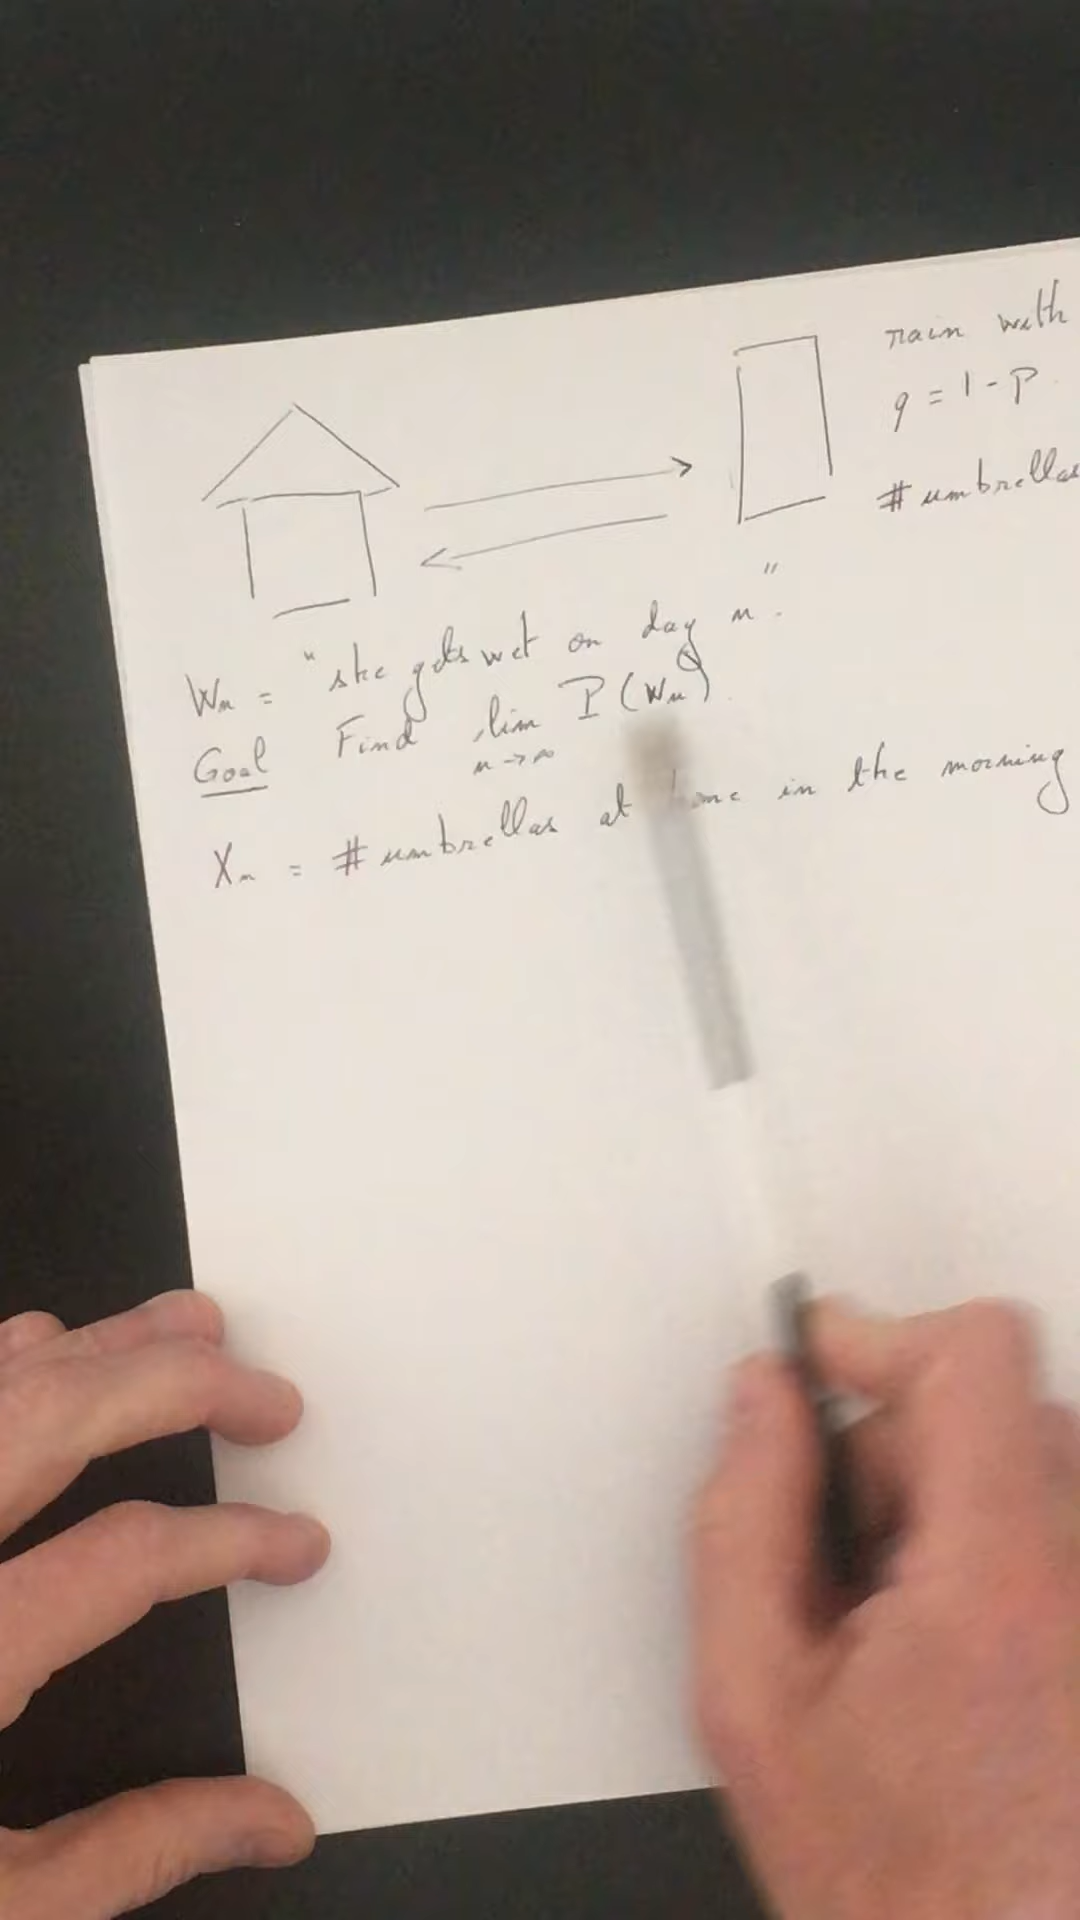 rain with
q = 1 - p.
# umbrellas
Wn = "she gets wet on day n".
Goal Find lim P(Wn).
n→∞
Xn = # umbrellas at home in the morning